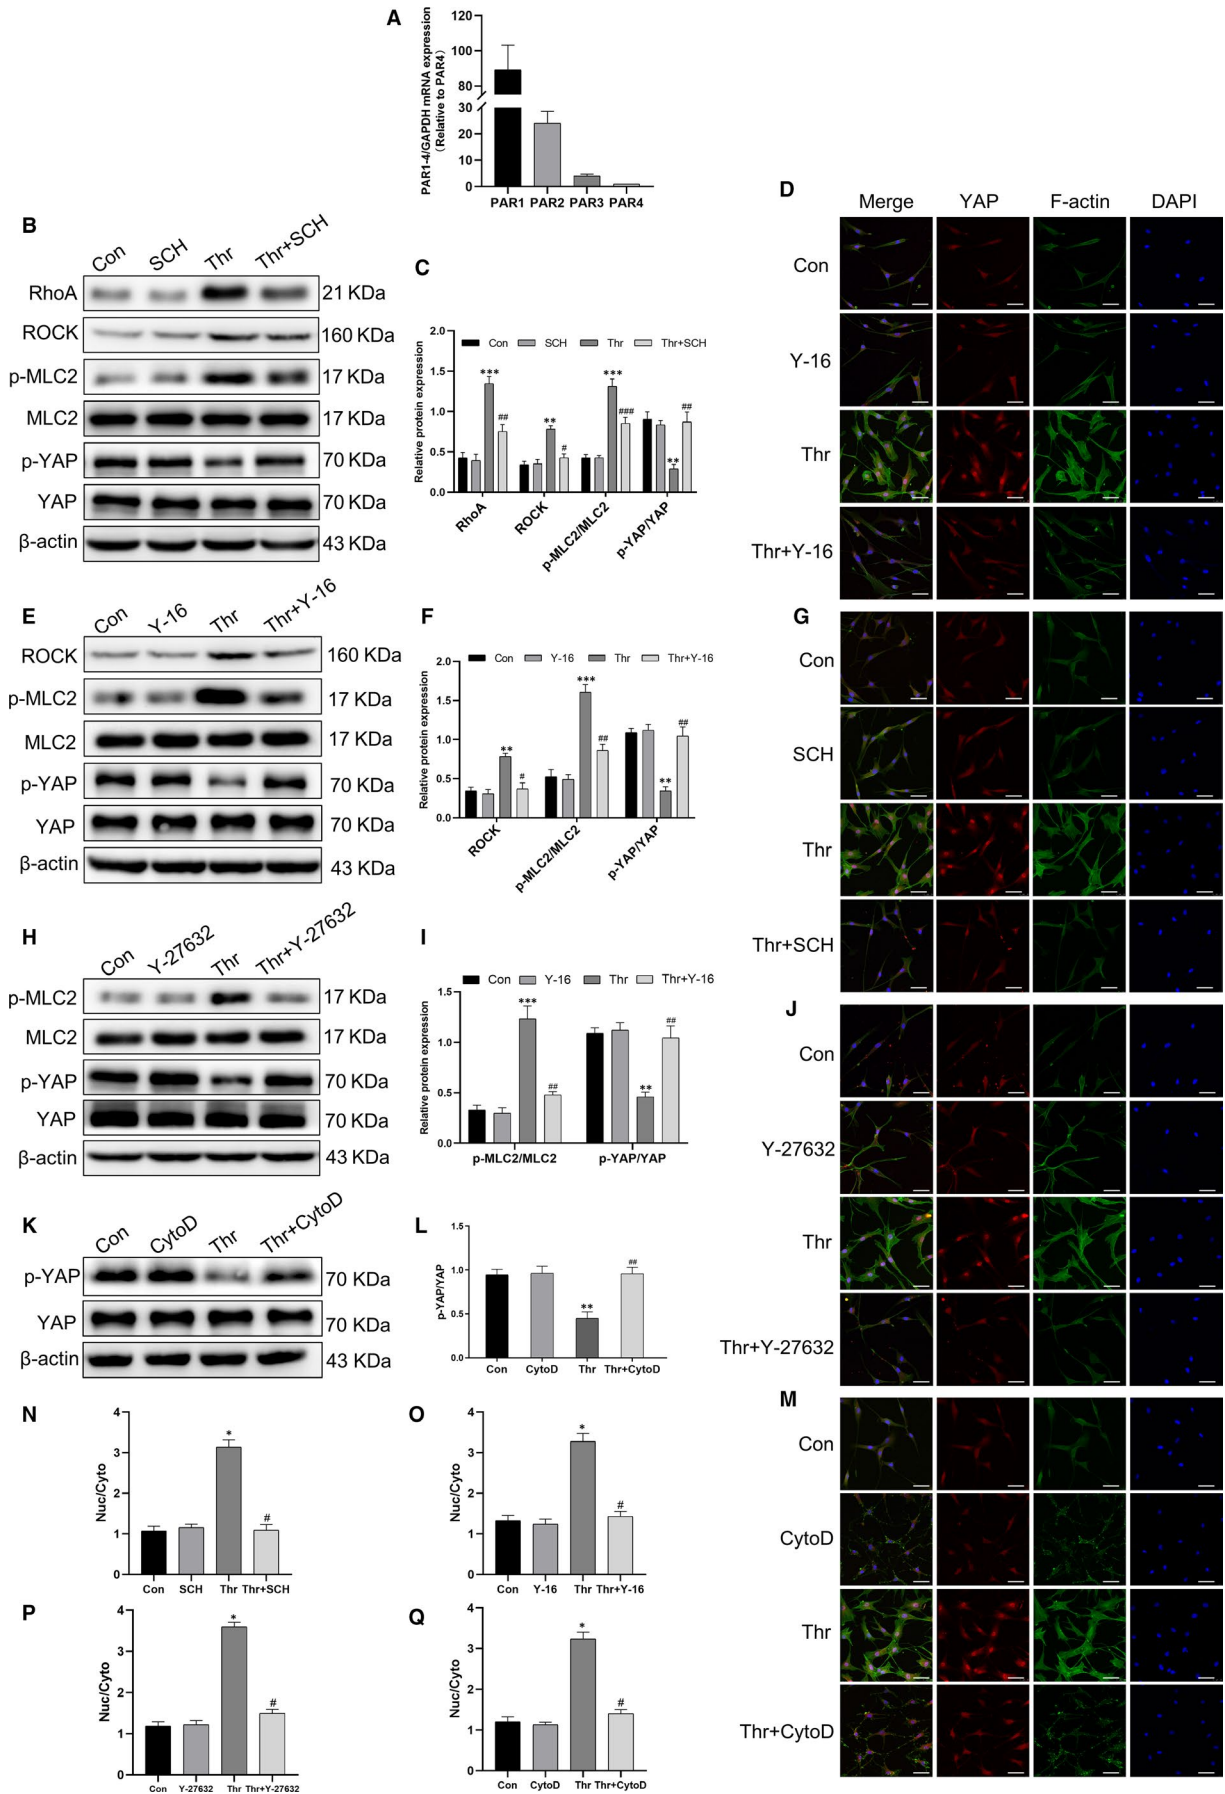 A
PAR1-4/GAPDH mRNA expression
(Relative to PAR4)
120
100
80
30
20
10
0
PAR1 PAR2 PAR3 PAR4
B
Con SCH Thr Thr+SCH
RhoA 21 KDa
ROCK 160 KDa
p-MLC2 17 KDa
MLC2 17 KDa
p-YAP 70 KDa
YAP 70 KDa
β-actin 43 KDa
C
Relative protein expression
2.0
1.5
1.0
0.5
0.0
Con SCH Thr Thr+SCH
*** ## ** # *** ### ** ##
RhoA ROCK p-MLC2/MLC2 p-YAP/YAP
D
Merge YAP F-actin DAPI
Con
Y-16
Thr
Thr+Y-16
E
Con Y-16 Thr Thr+Y-16
ROCK 160 KDa
p-MLC2 17 KDa
MLC2 17 KDa
p-YAP 70 KDa
YAP 70 KDa
β-actin 43 KDa
F
Relative protein expression
2.0
1.5
1.0
0.5
0.0
Con Y-16 Thr Thr+Y-16
** # *** ## ** ##
ROCK p-MLC2/MLC2 p-YAP/YAP
G
Con
SCH
Thr
Thr+SCH
H
Con Y-27632 Thr Thr+Y-27632
p-MLC2 17 KDa
MLC2 17 KDa
p-YAP 70 KDa
YAP 70 KDa
β-actin 43 KDa
I
Relative protein expression
1.5
1.0
0.5
0.0
Con Y-16 Thr Thr+Y-16
*** ## ** ##
p-MLC2/MLC2 p-YAP/YAP
J
Con
Y-27632
Thr
Thr+Y-27632
K
Con CytoD Thr Thr+CytoD
p-YAP 70 KDa
YAP 70 KDa
β-actin 43 KDa
L
p-YAP/YAP
1.5
1.0
0.5
0.0
** ##
Con CytoD Thr Thr+CytoD
M
Con
CytoD
Thr
Thr+CytoD
N
Nuc/Cyto
4
3
2
1
0
* #
Con SCH Thr Thr+SCH
O
Nuc/Cyto
4
3
2
1
0
* #
Con Y-16 Thr Thr+Y-16
P
Nuc/Cyto
4
3
2
1
0
* #
Con Y-27632 Thr Thr+Y-27632
Q
Nuc/Cyto
4
3
2
1
0
* #
Con CytoD Thr Thr+CytoD